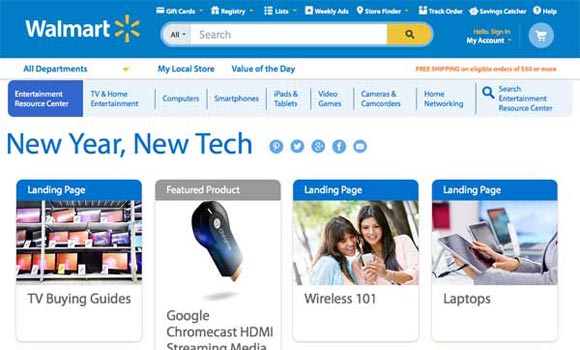 Gift Cards Registry Lists Weekly Ads Store Finder Track Order Savings Catcher Help
Walmart
All Search
Hello. Sign In
My Account
All Departments My Local Store Value of the Day FREE SHIPPING on eligible orders of $50 or more
Entertainment
Resource Center
TV & Home
Entertainment
Computers
Smartphones
iPads &
Tablets
Video
Games
Cameras &
Camcorders
Home
Networking
Search
Entertainment
Resource Center
New Year, New Tech
Landing Page
TV Buying Guides
Featured Product
Google
Chromecast HDMI
Streaming Media
Landing Page
Wireless 101
Landing Page
Laptops